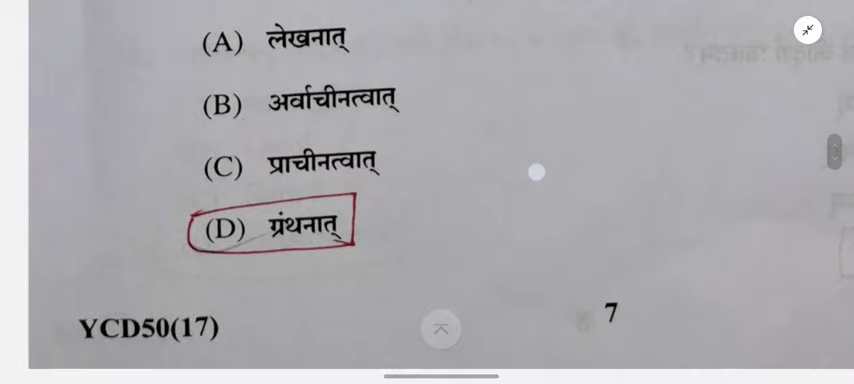 (A) लेखनात्
(B) अर्वाचीनत्वात्
(C) प्राचीनत्वात्
(D) ग्रंथनात्
YCD50(17)
7